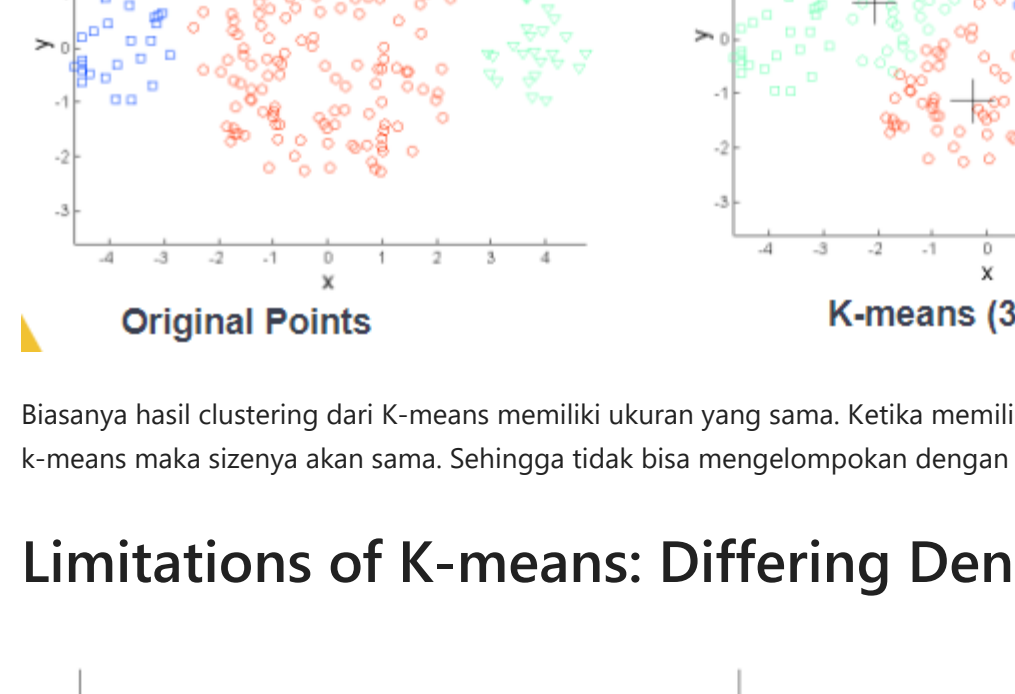 y
0
-1
-2
-3
-4 -3 -2 -1 0 1 2 3 4
x
Original Points
y
0
-1
-2
-3
-4 -3 -2 -1 0
x
K-means (3
Biasanya hasil clustering dari K-means memiliki ukuran yang sama. Ketika memili
k-means maka sizenya akan sama. Sehingga tidak bisa mengelompokan dengan
Limitations of K-means: Differing Den